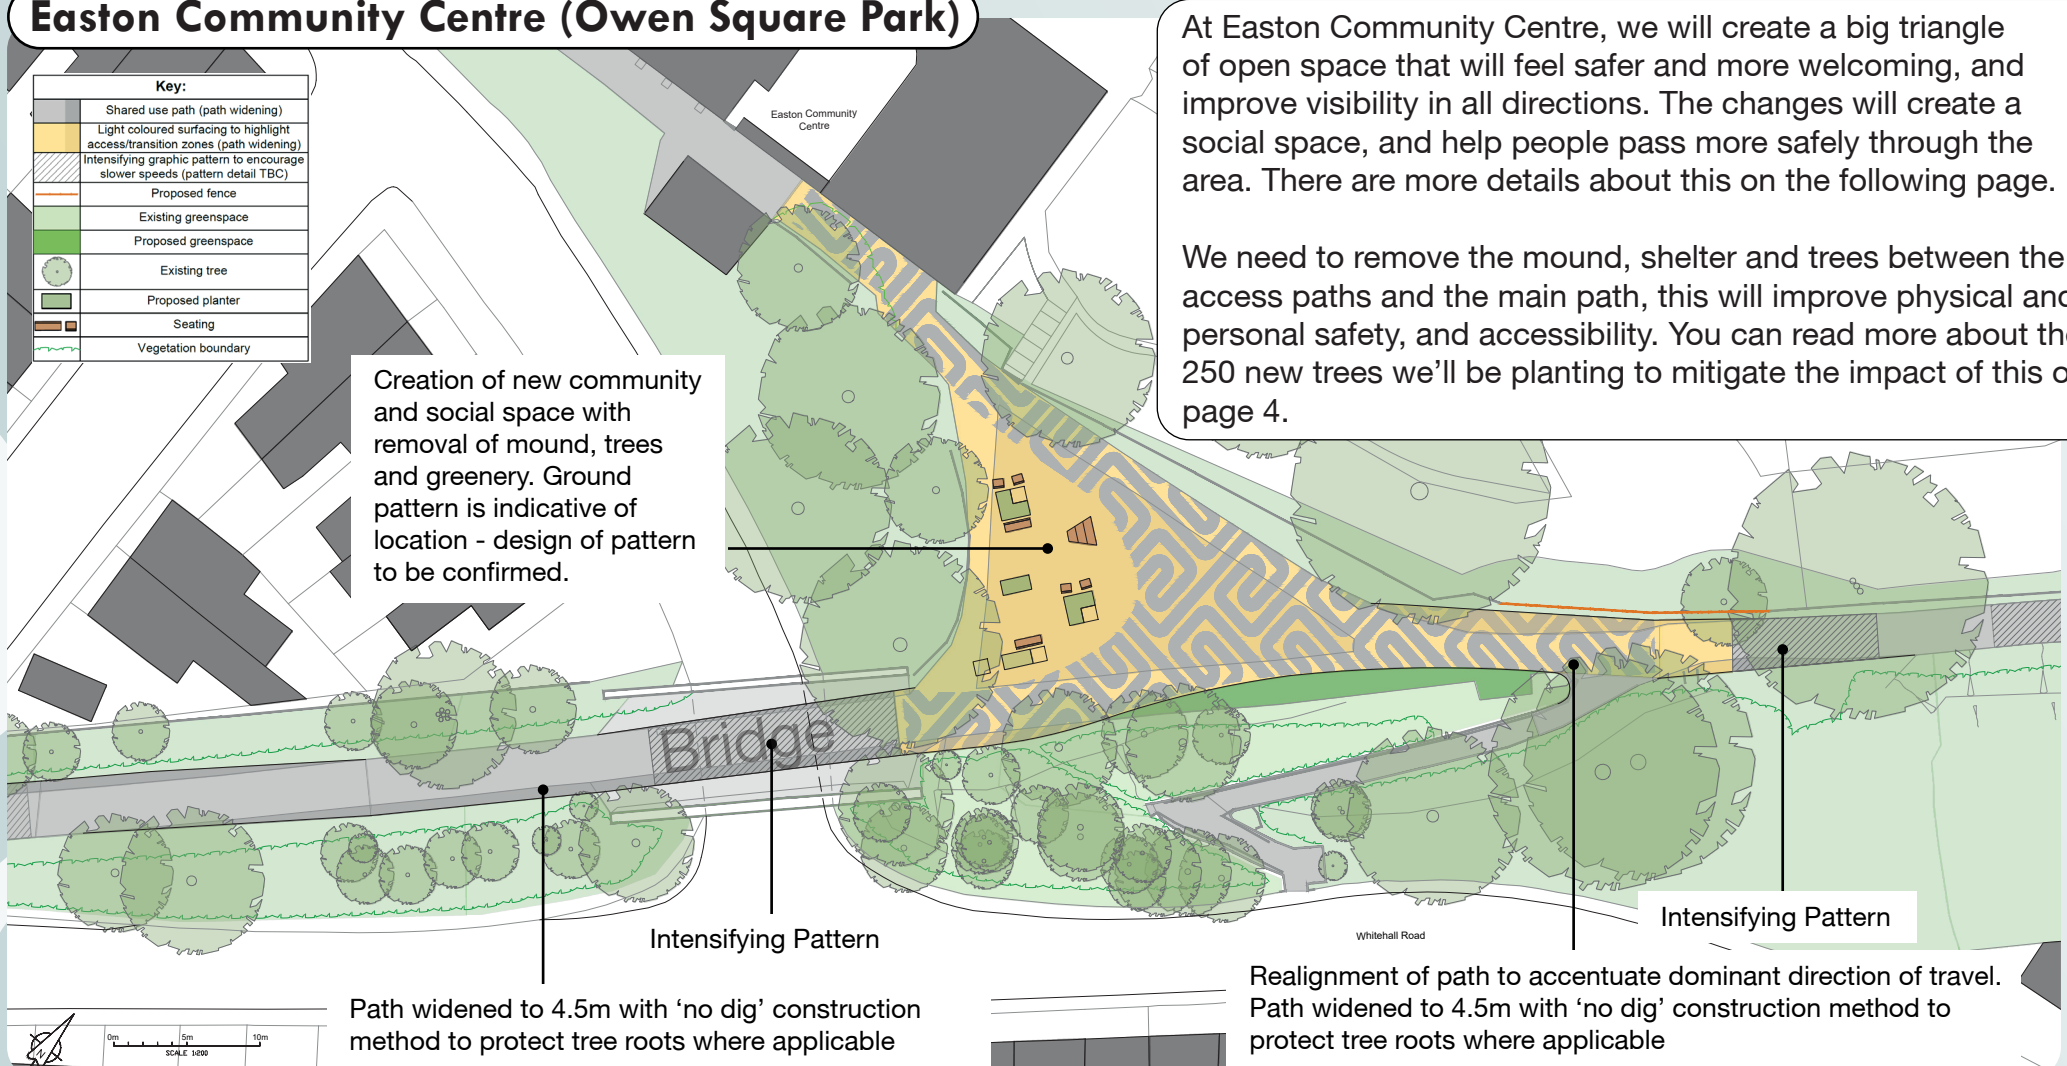 Easton Community Centre (Owen Square Park)
Key:
Shared use path (path widening)
Light coloured surfacing to highlight
access/transition zones (path widening)
Intensifying graphic pattern to encourage
slower speeds (pattern detail TBC)
Proposed fence
Existing greenspace
Proposed greenspace
Existing tree
Proposed planter
Seating
Vegetation boundary
Easton Community
Centre
At Easton Community Centre, we will create a big triangle
of open space that will feel safer and more welcoming, and
improve visibility in all directions. The changes will create a
social space, and help people pass more safely through the
area. There are more details about this on the following page.
We need to remove the mound, shelter and trees between the
access paths and the main path, this will improve physical and
personal safety, and accessibility. You can read more about the
250 new trees we’ll be planting to mitigate the impact of this o
page 4.
Creation of new community
and social space with
removal of mound, trees
and greenery. Ground
pattern is indicative of
location - design of pattern
to be confirmed.
Bridge
Intensifying Pattern
Intensifying Pattern
Whitehall Road
Path widened to 4.5m with ‘no dig’ construction
method to protect tree roots where applicable
Realignment of path to accentuate dominant direction of travel.
Path widened to 4.5m with ‘no dig’ construction method to
protect tree roots where applicable
N
0m 5m 10m
SCALE 1:200